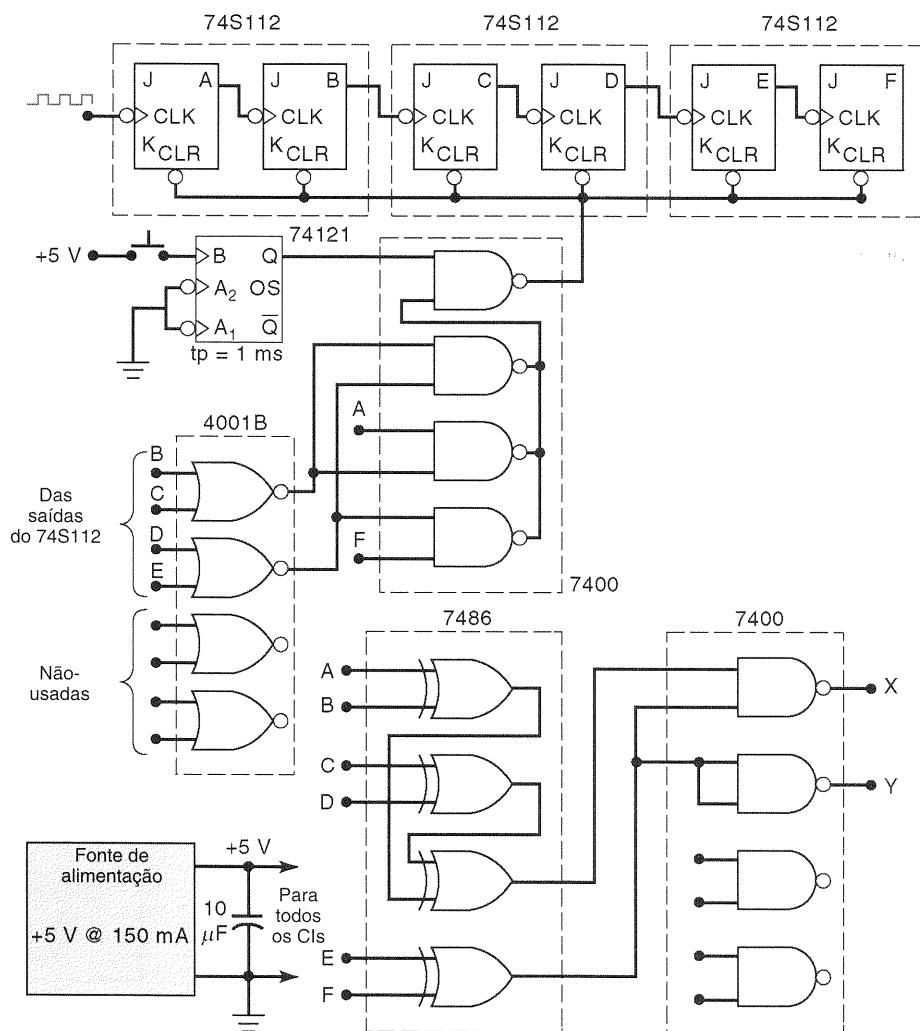 74S112 74S112 74S112
J A J B J C J D J E J F
CLK CLK CLK CLK CLK CLK
K CLR K CLR K CLR K CLR K CLR K CLR
74121
+5 V B Q
A2 OS
A1 Q̅
tp = 1 ms
A
4001B
B
Das
saídas
do 74S112
C
D
E
F
7400
Não-
usadas
7486 7400
A
B
X
C
D
Y
Fonte de
alimentação
+5 V @ 150 mA
+5 V
10
µF
Para
todos
os CIs
E
F